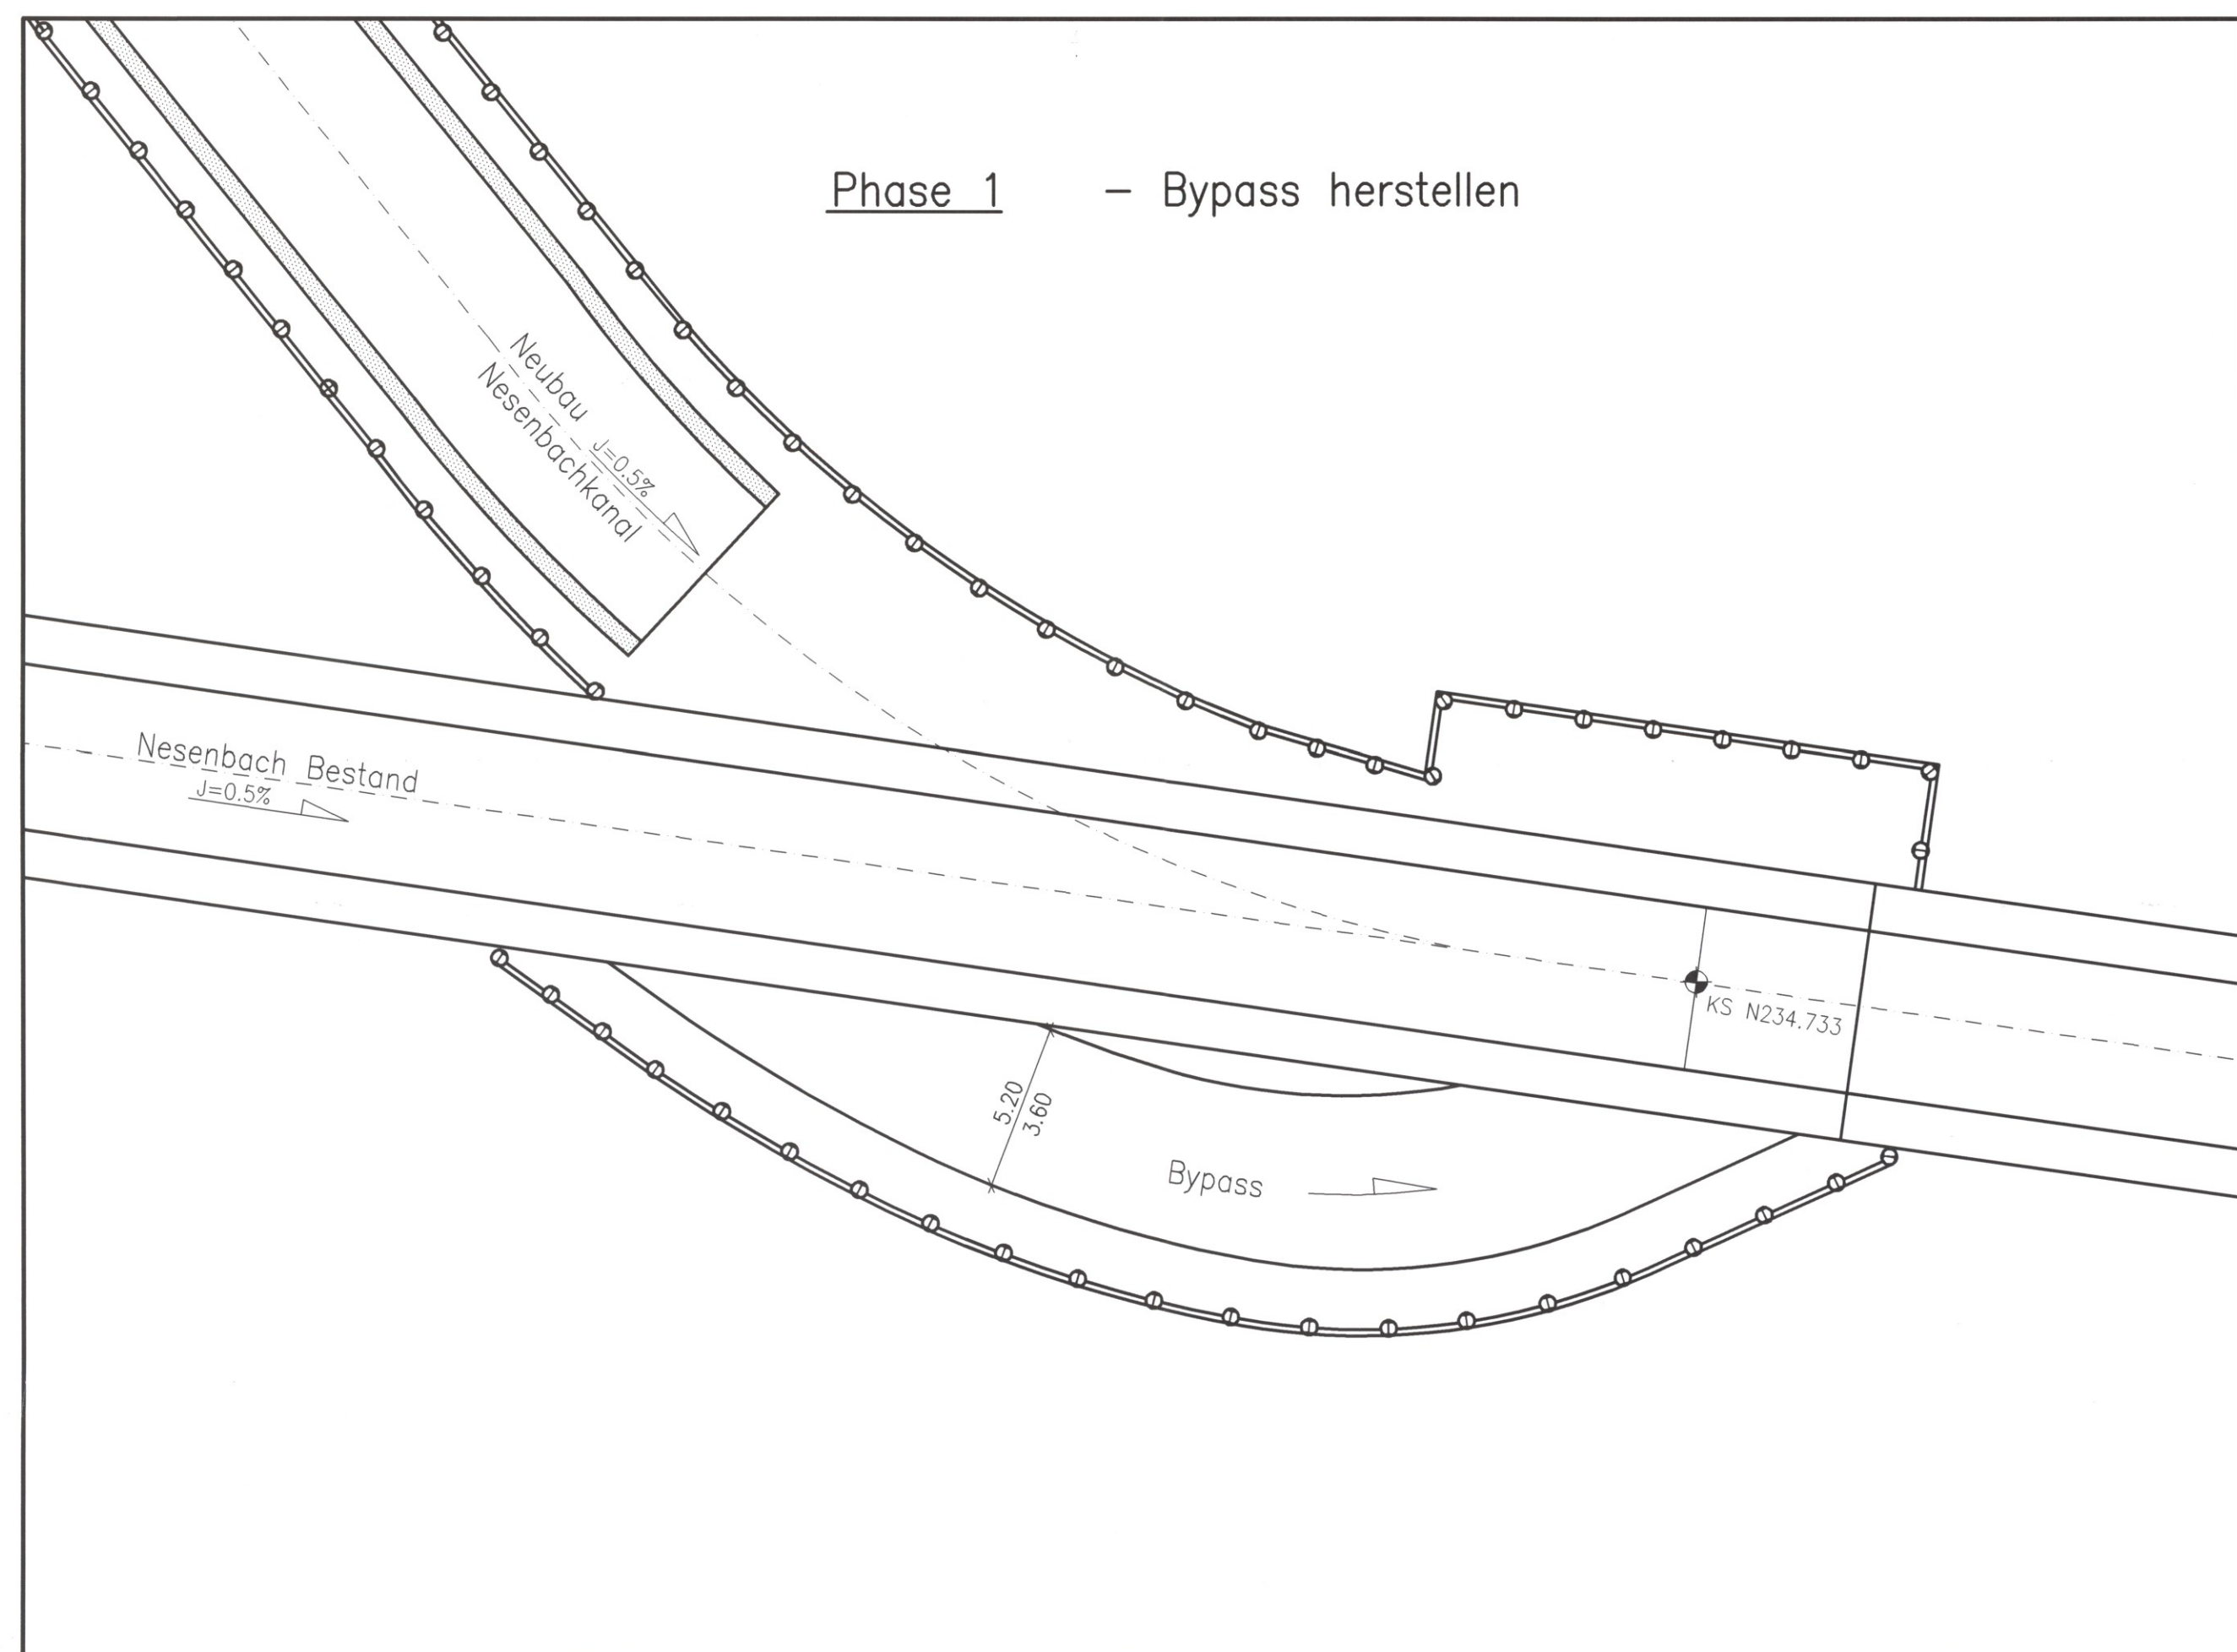 Phase 1 – Bypass herstellen
Neubau
Nesenbachkanal
J=0.5%
Nesenbach Bestand
J=0.5%
KS N234.733
5.20
3.60
Bypass